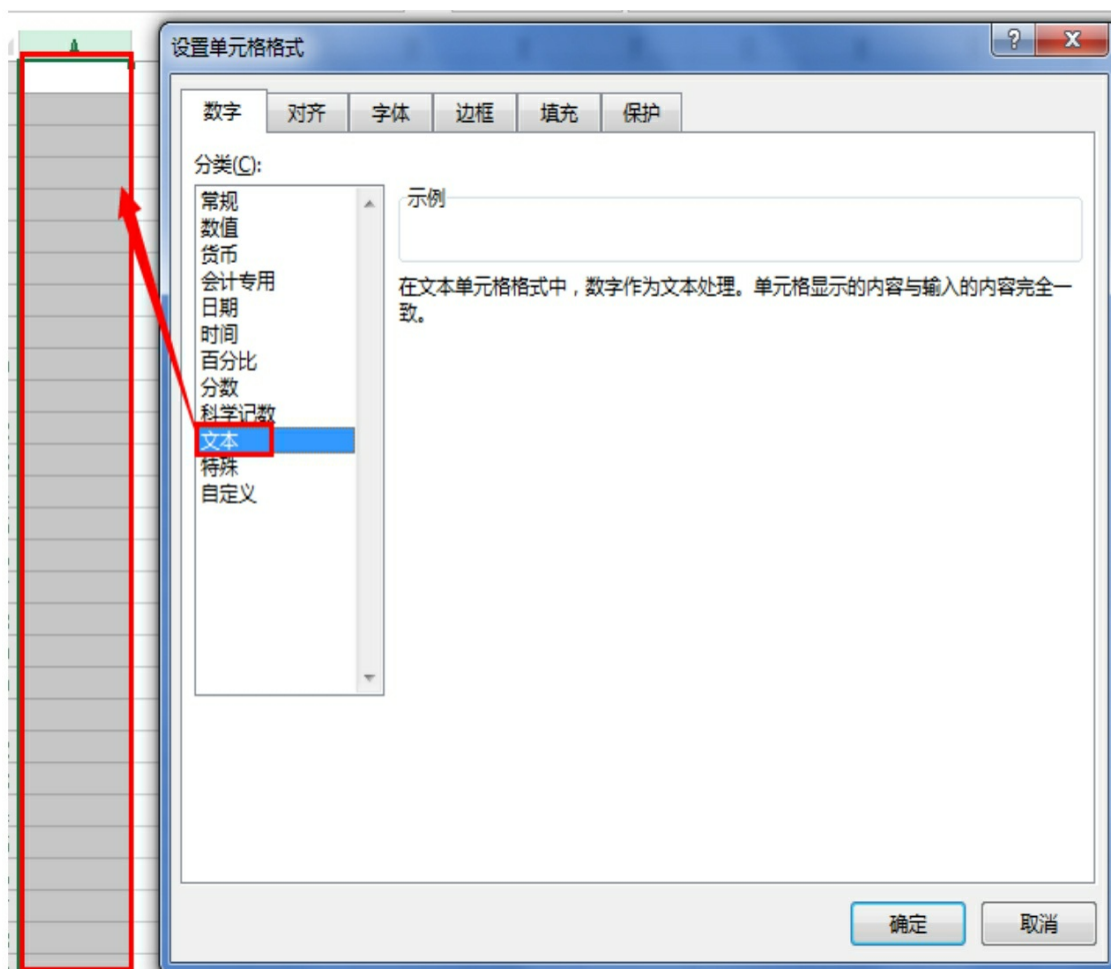 A
设置单元格格式
?
X
数字 对齐 字体 边框 填充 保护
分类(C):
常规
数值
货币
会计专用
日期
时间
百分比
分数
科学记数
文本
特殊
自定义
示例
在文本单元格格式中，数字作为文本处理。单元格显示的内容与输入的内容完全一
致。
确定 取消